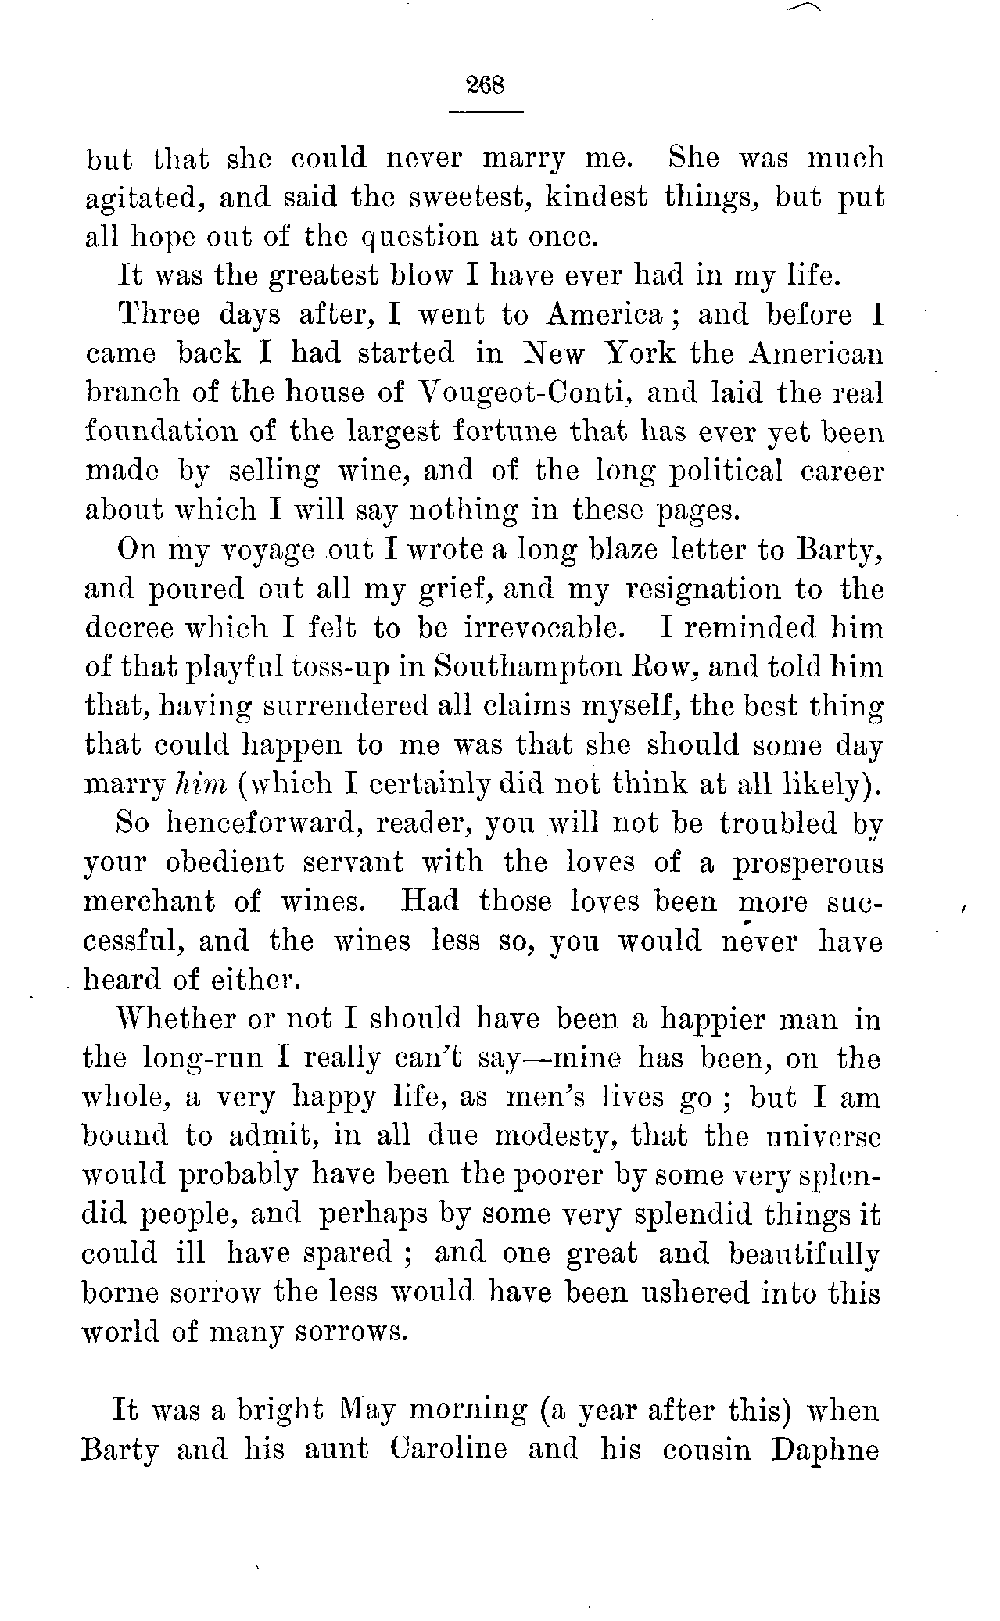 268
but that she could never marry me. She was much
agitated, and said the sweetest, kindest things, but put
all hope out of the question at once.
It was the greatest blow I have ever had in my life.
Three days after, I went to America; and before I
came back I had started in New York the American
branch of the house of Vougeot-Conti, and laid the real
foundation of the largest fortune that has ever yet been
made by selling wine, and of the long political career
about which I will say nothing in these pages.
On my voyage out I wrote a long blaze letter to Barty,
and poured out all my grief, and my resignation to the
decree which I felt to be irrevocable. I reminded him
of that playful toss-up in Southampton Row, and told him
that, having surrendered all claims myself, the best thing
that could happen to me was that she should some day
marry him (which I certainly did not think at all likely).
So henceforward, reader, you will not be troubled by
your obedient servant with the loves of a prosperous
merchant of wines. Had those loves been more suc-
cessful, and the wines less so, you would never have
heard of either.
Whether or not I should have been a happier man in
the long-run I really can't say—mine has been, on the
whole, a very happy life, as men's lives go ; but I am
bound to admit, in all due modesty, that the universe
would probably have been the poorer by some very splen-
did people, and perhaps by some very splendid things it
could ill have spared ; and one great and beautifully
borne sorrow the less would have been ushered into this
world of many sorrows.
It was a bright May morning (a year after this) when
Barty and his aunt Caroline and his cousin Daphne